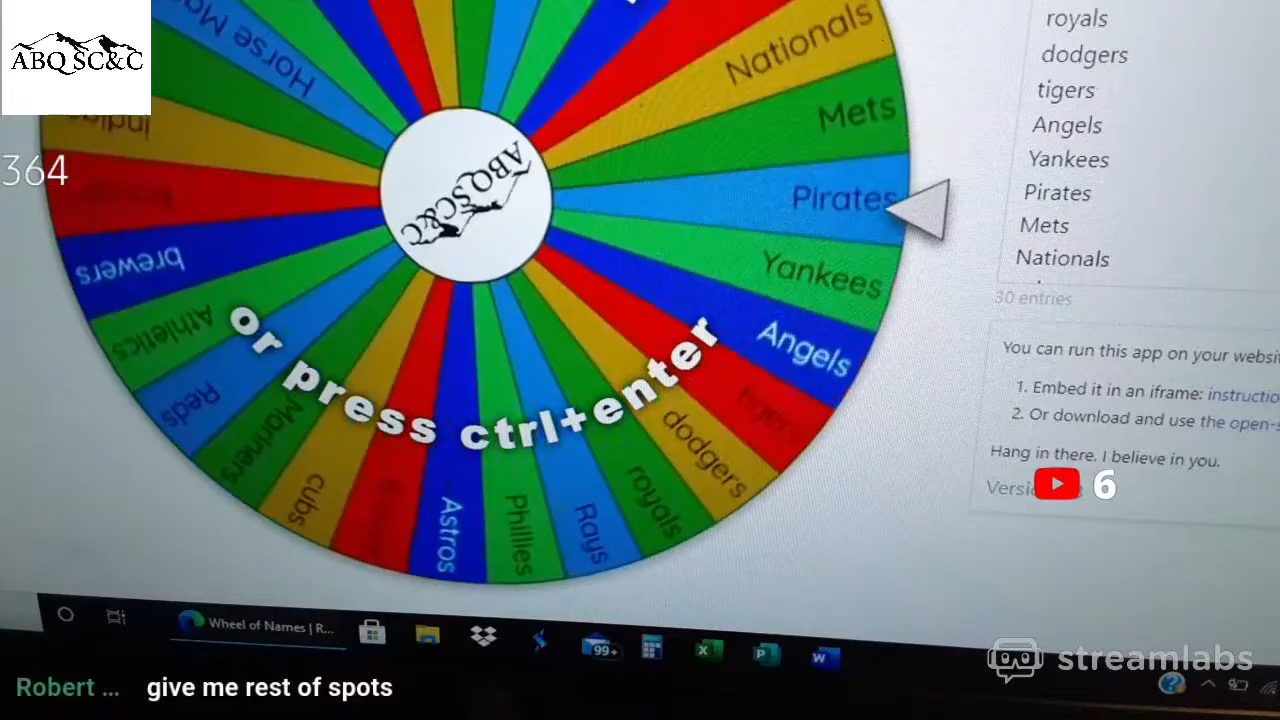 ABQ SC&C
364
Horse
Indians
brewers
Athletics
Reds
Mariners
cubs
Astros
Phillies
Rays
royals
dodgers
tigers
Angels
Yankees
Pirates
Mets
Nationals
ABQ SC&C
or press ctrl+enter
royals
dodgers
tigers
Angels
Yankees
Pirates
Mets
Nationals
30 entries
You can run this app on your
1. Embed it in an iframe:
2. Or download and use the
Hang in there. I believe in you.
6
Wheel of Names | R...
99+
streamlabs
Robert ... give me rest of spots